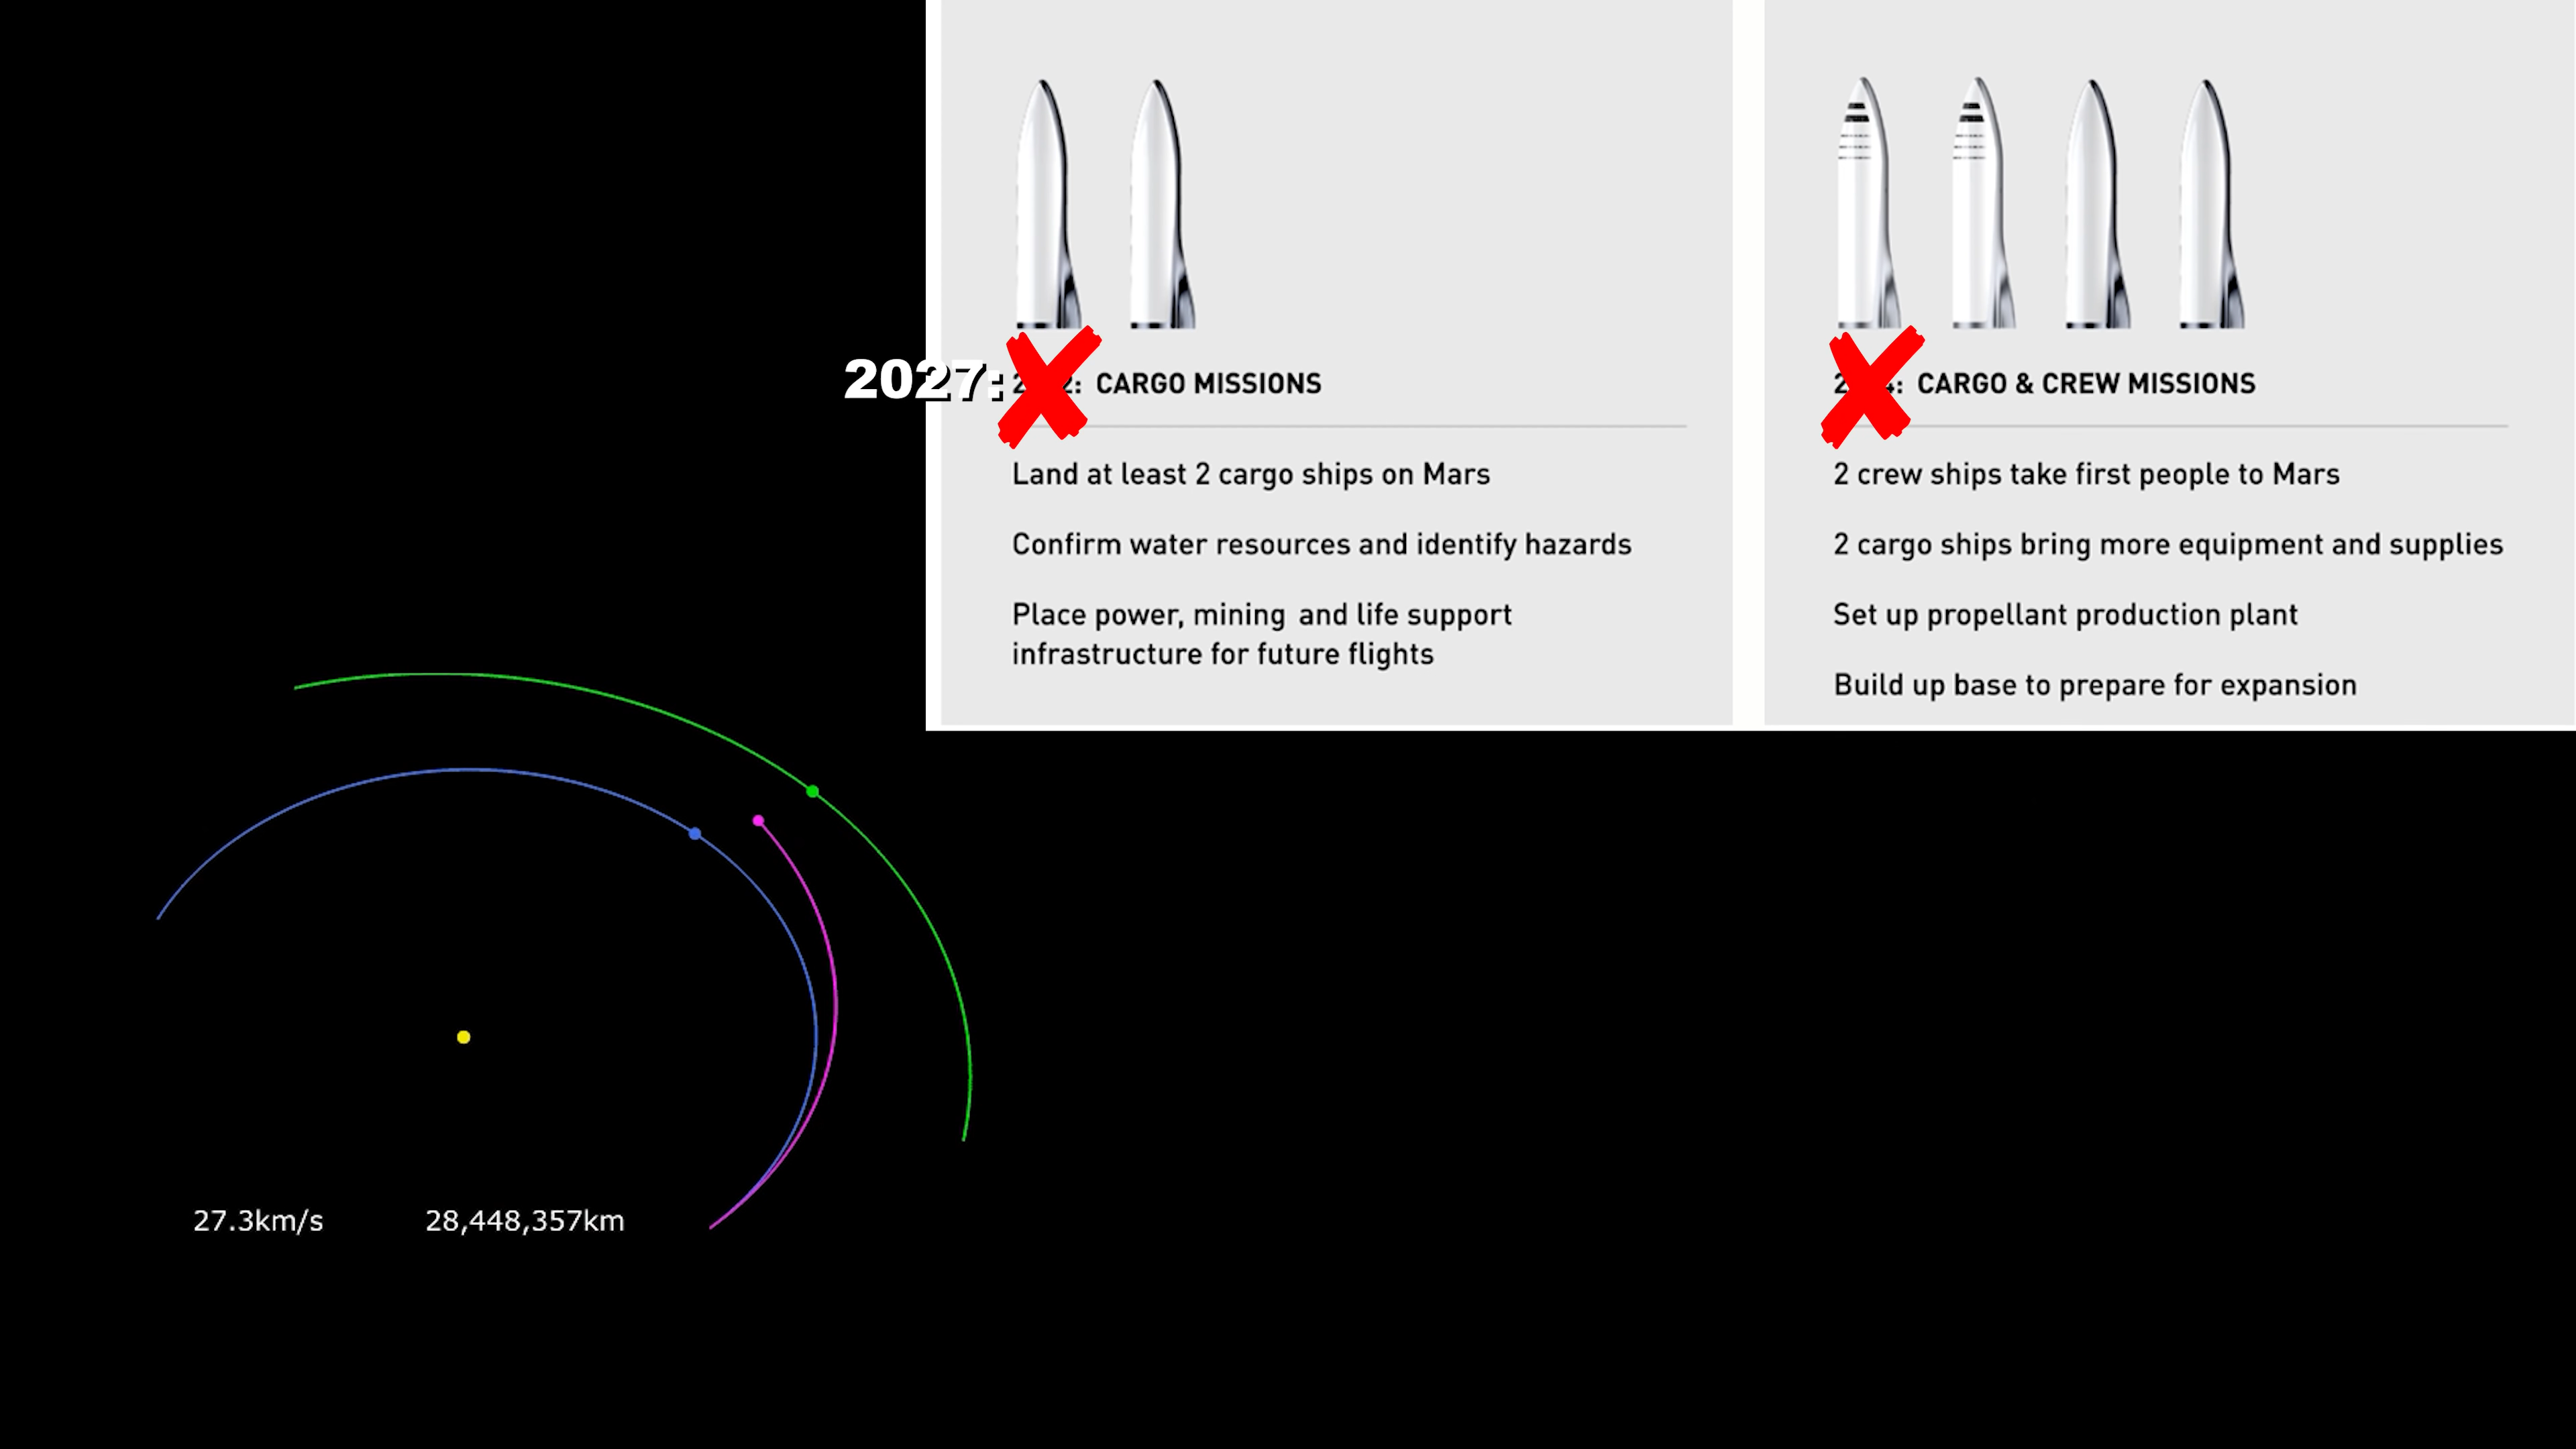 2027:
CARGO MISSIONS
Land at least 2 cargo ships on Mars
Confirm water resources and identify hazards
Place power, mining and life support
infrastructure for future flights
CARGO & CREW MISSIONS
2 crew ships take first people to Mars
2 cargo ships bring more equipment and supplies
Set up propellant production plant
Build up base to prepare for expansion
27.3km/s
28,448,357km